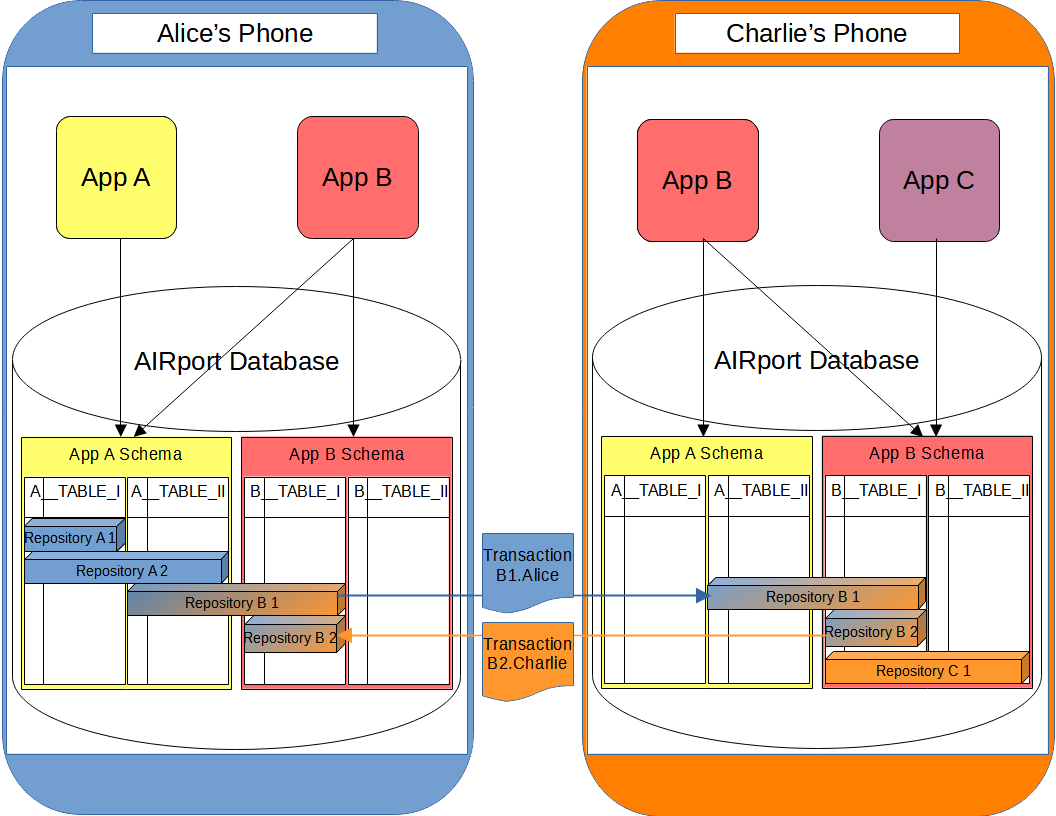 Alice's Phone
App A
App B
AIRport Database
App A Schema
App B Schema
A__TABLE_I
A__TABLE_II
B__TABLE_I
B__TABLE_II
Repository A 1
Repository A 2
Repository B 1
Repository B 2
Transaction
B1.Alice
Transaction
B2.Charlie
Charlie's Phone
App B
App C
AIRport Database
App A Schema
App B Schema
A__TABLE_I
A__TABLE_II
B__TABLE_I
B__TABLE_II
Repository B 1
Repository B 2
Repository C 1